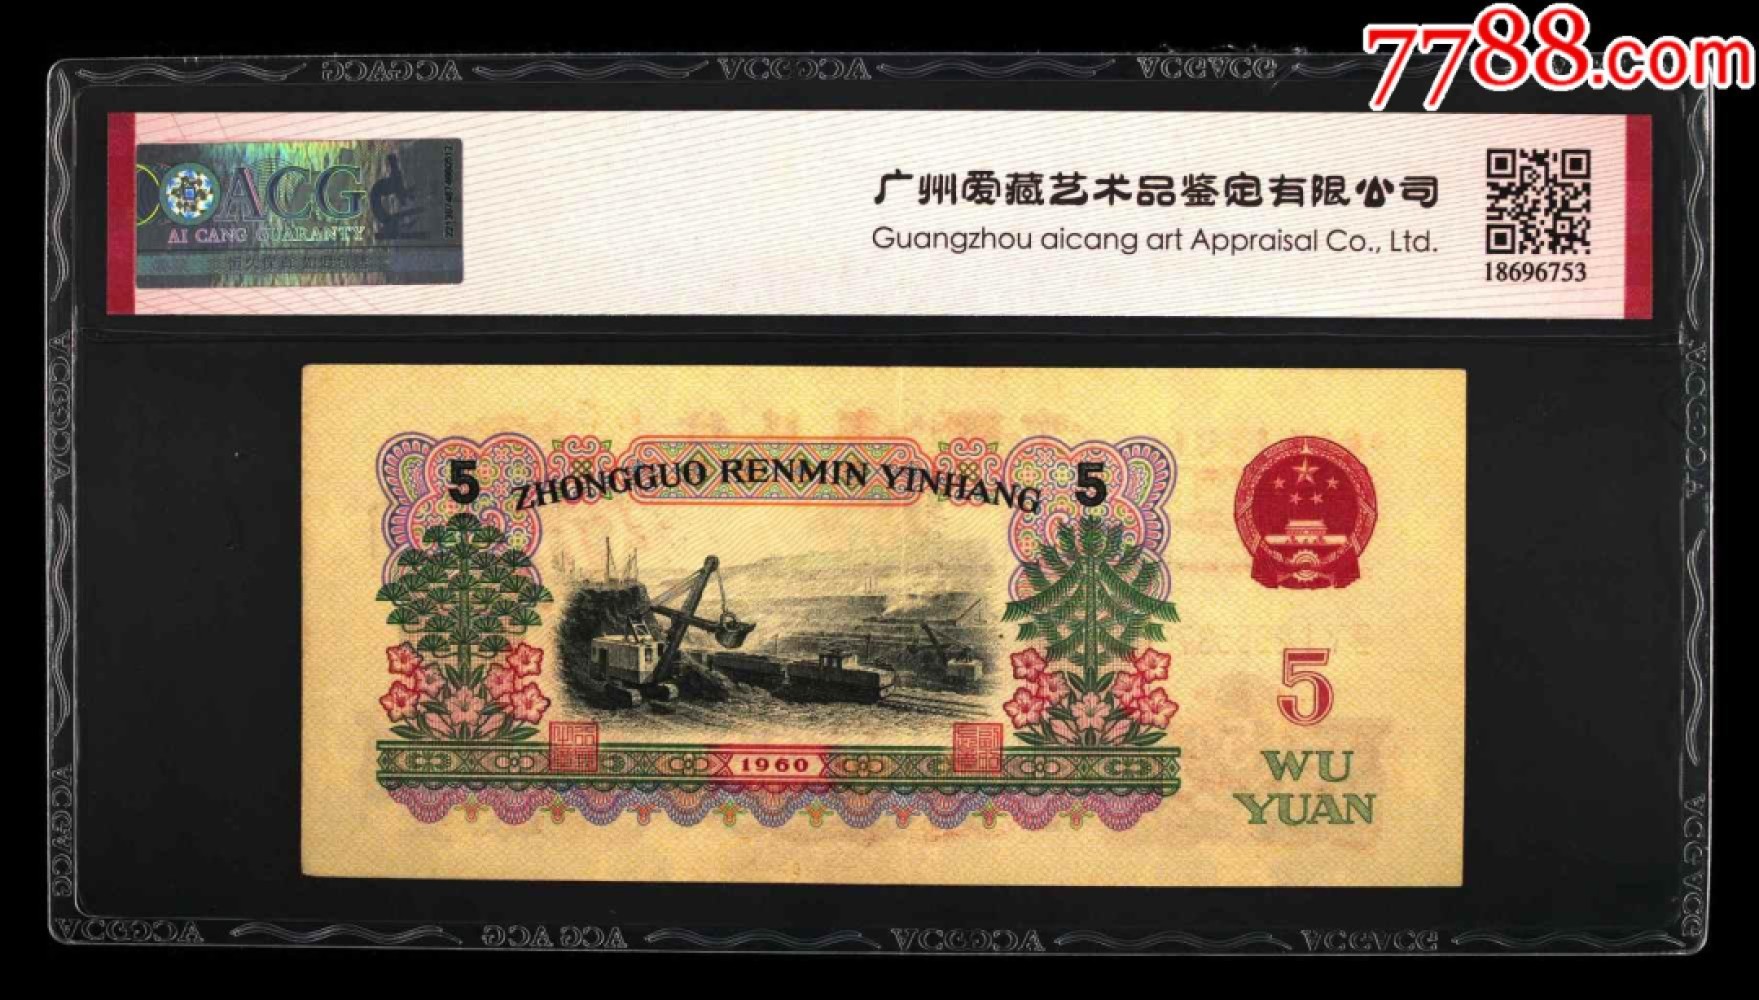 7788.com
ACG
AI CANG GUARANTY
广州爱藏艺术品鉴定有限公司
Guangzhou aicang art Appraisal Co., Ltd.
18696753
5 ZHONGGUO RENMIN YINHANG 5
5
WU
YUAN
1960